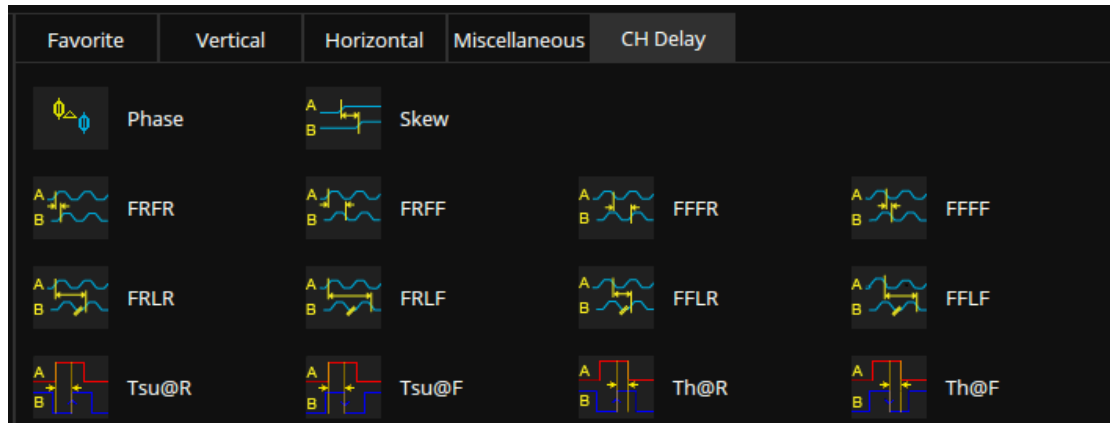 Favorite Vertical Horizontal Miscellaneous CH Delay
Φ Φ Phase A B Skew
A B FRFR A B FRFF A B FFFR A B FFFF
A B FRLR A B FRLF A B FFLR A B FFLF
A B Tsu@R A B Tsu@F A B Th@R A B Th@F